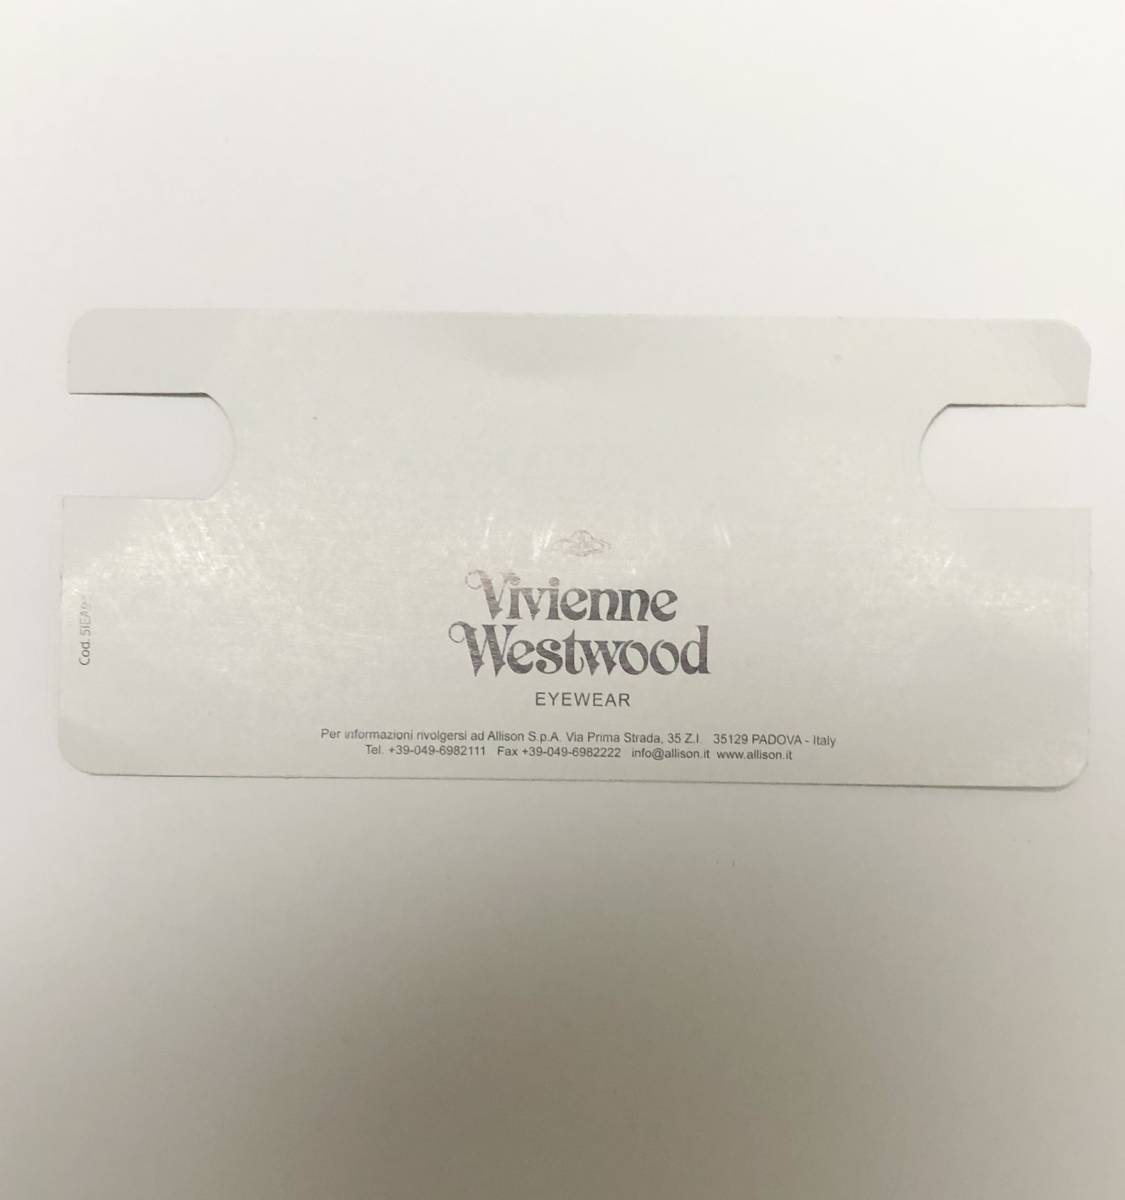 Vivienne
Westwood
EYEWEAR
Per informazioni rivolgersi ad Allison S.p.A. Via Prima Strada, 35 Z.I. 35129 PADOVA - Italy
Tel. +39-049-6982111 Fax +39-049-6982222 info@allison.it www.allison.it
Cod.